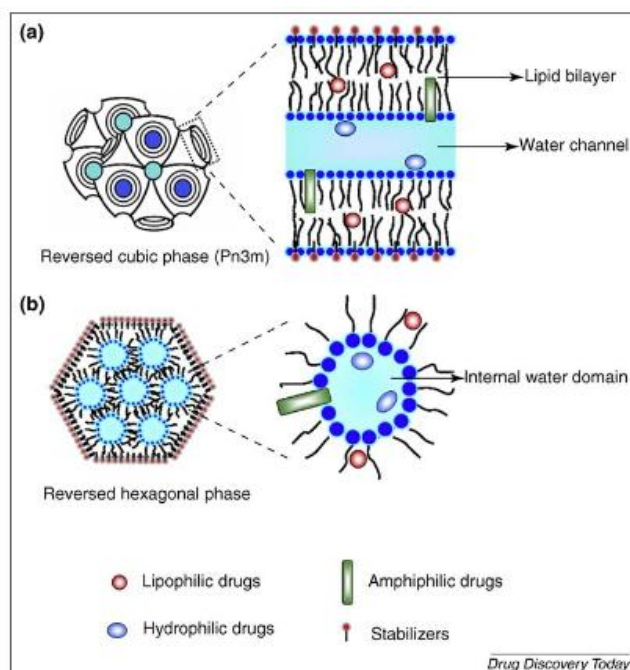 (a)
Lipid bilayer
Water channel
Reversed cubic phase (Pn3m)
(b)
Internal water domain
Reversed hexagonal phase
Lipophilic drugs
Amphiphilic drugs
Hydrophilic drugs
Stabilizers
Drug Discovery Today